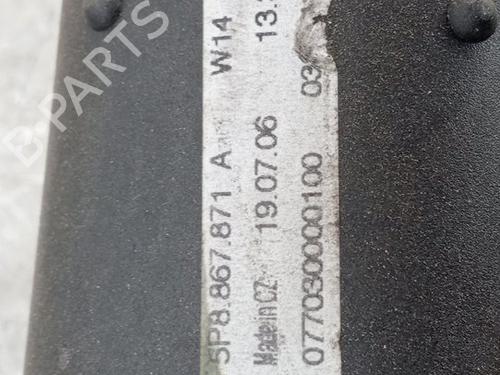 5P8.867.871 A W14
Made in CZ 19.07.06 13.
077030000100 03
B-PARTS